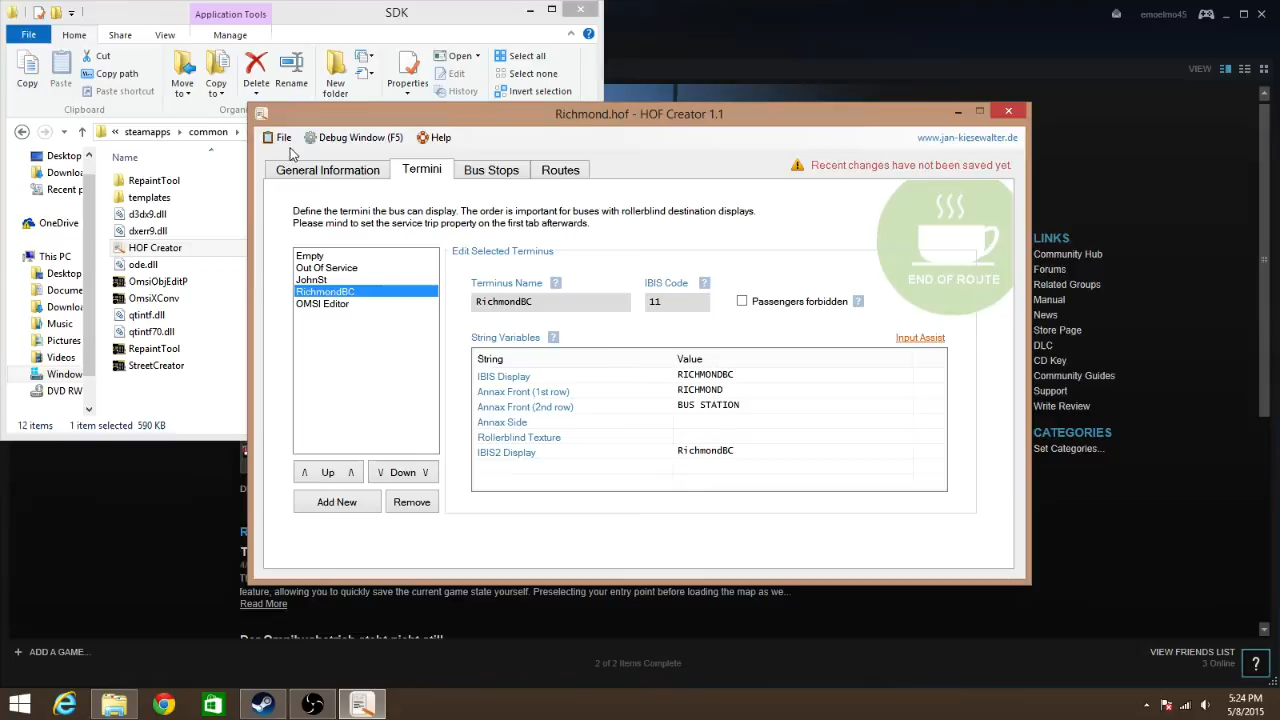 Application Tools
SDK
emoelmo45
File
Home
Share
View
Manage
Copy
Paste
Cut
Copy path
Paste shortcut
Move to
Copy to
Delete
Rename
New folder
Properties
Open
Edit
History
Select all
Select none
Invert selection
Clipboard
VIEW
steamapps
common
Desktop
Recent p
OneDrive
This PC
Desktop
Music
Pictures
Videos
DVD RW
Name
RepaintTool
templates
d3dx9.dll
dxerr9.dll
HOF Creator
ode.dll
OmsiObjEditP
OmsiXConv
qtintf.dll
qtintf70.dll
RepaintTool
StreetCreator
12 items
1 item selected
590 KB
Richmond.hof - HOF Creator 1.1
File
Debug Window (F5)
Help
www.jan-kiesewalter.de
General Information
Termini
Bus Stops
Routes
Recent changes have not been saved yet
Define the termini the bus can display. The order is important for buses with rollerblind destination displays.
Please mind to set the service trip property on the first tab afterwards.
END OF ROUTE
Empty
Out Of Service
JohnSt
RichmondBC
OMSI Editor
Up
Down
Add New
Remove
Edit Selected Terminus
Terminus Name ?
IBIS Code ?
RichmondBC
11
Passengers forbidden ?
String Variables ?
Input Assist
String
Value
IBIS Display
RICHMONDBC
Annax Front (1st row)
RICHMOND
Annax Front (2nd row)
BUS STATION
Annax Side
Rollerblind Texture
IBIS2 Display
RichmondBC
LINKS
Community Hub
Forums
Related Groups
Manual
News
Store Page
DLC
CD Key
Community Guides
Support
Write Review
CATEGORIES
Set Categories...
feature, allowing you to quickly save the current game state yourself. Preselecting your entry point before loading the map as we...
Read More
ADD A GAME...
2 of 2 Items Complete
VIEW FRIENDS LIST
3 Online
?
5:24 PM
5/8/2015